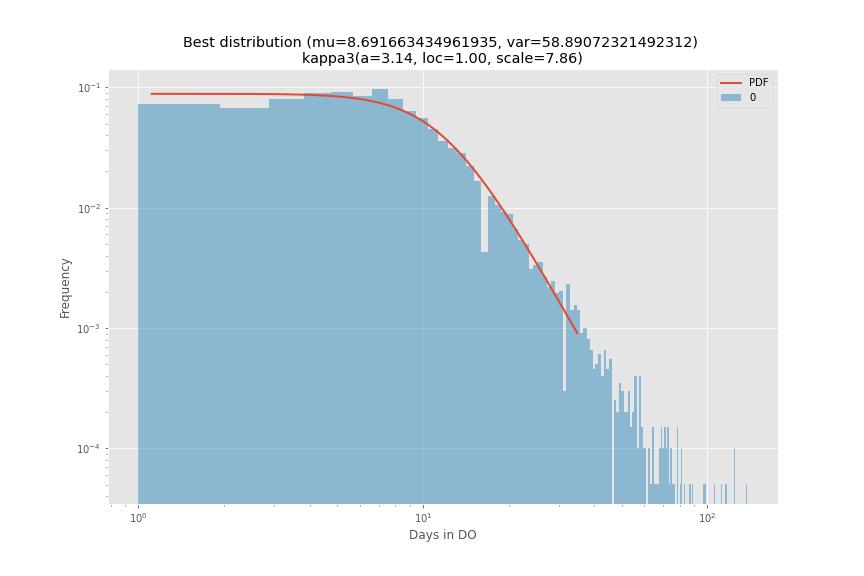 Best distribution (mu=8.691663434961935, var=58.89072321492312)
kappa3(a=3.14, loc=1.00, scale=7.86)
PDF
0
10⁻¹
10⁻²
10⁻³
10⁻⁴
Frequency
10⁰ 10¹ 10²
Days in DO